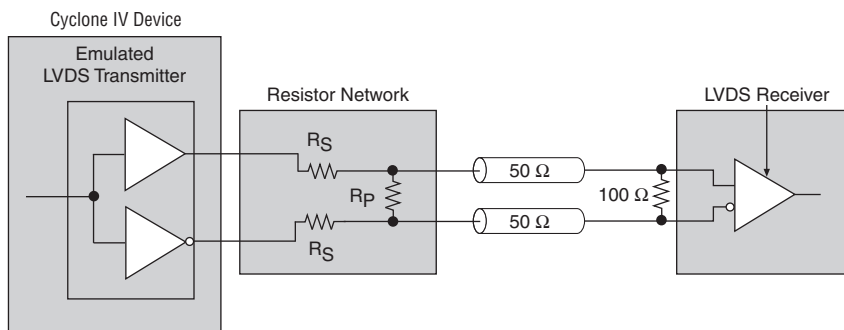 Cyclone IV Device
Emulated
LVDS Transmitter
Resistor Network
LVDS Receiver
RS
50 Ω
RP
100 Ω
50 Ω
RS